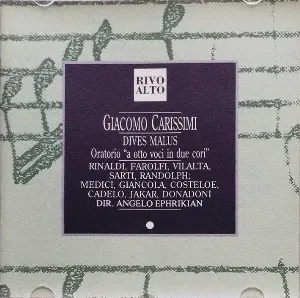 RIVO
ALTO
GIACOMO CARISSIMI
DIVES MALUS
Oratorio "a otto voci in due cori"
RINALDI, FAROLFI, VILALTA,
SARTI, RANDOLPH;
MEDICI, GIANCOLA, COSTELOE,
CADELO, JAKAR, DONADONI
DIR. ANGELO EPHRIKIAN